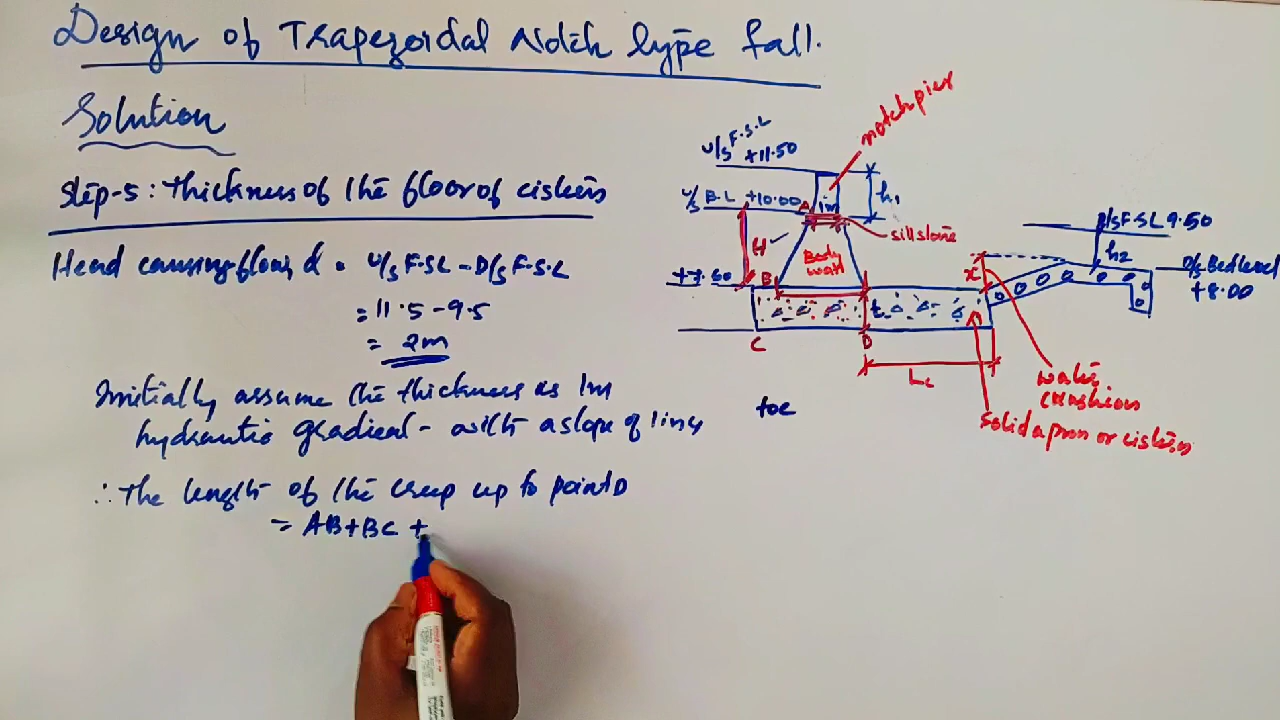 Design of Trapezoidal Notch type fall.
Solution
Step-5: thickness of the floor of cistern
Head causing flow, d = U/S F.S.L - D/S F.S.L
= 11.5 - 9.5
= 2m
Initially assume the thickness as 1m
hydraulic gradient - with a slope of 1 in 4
toe
∴ The length of the creep up to point D
= AB+BC +
notch pier
U/S F.S.L
+11.50
U/S B.L +10.00
A
1m
h1
sill stone
H
Body wall
+7.60
B
t
C
D
Lc
x
D/S F.S.L 9.50
h2
D/S Bed level
+8.00
water cushion
Solid apron or cistern